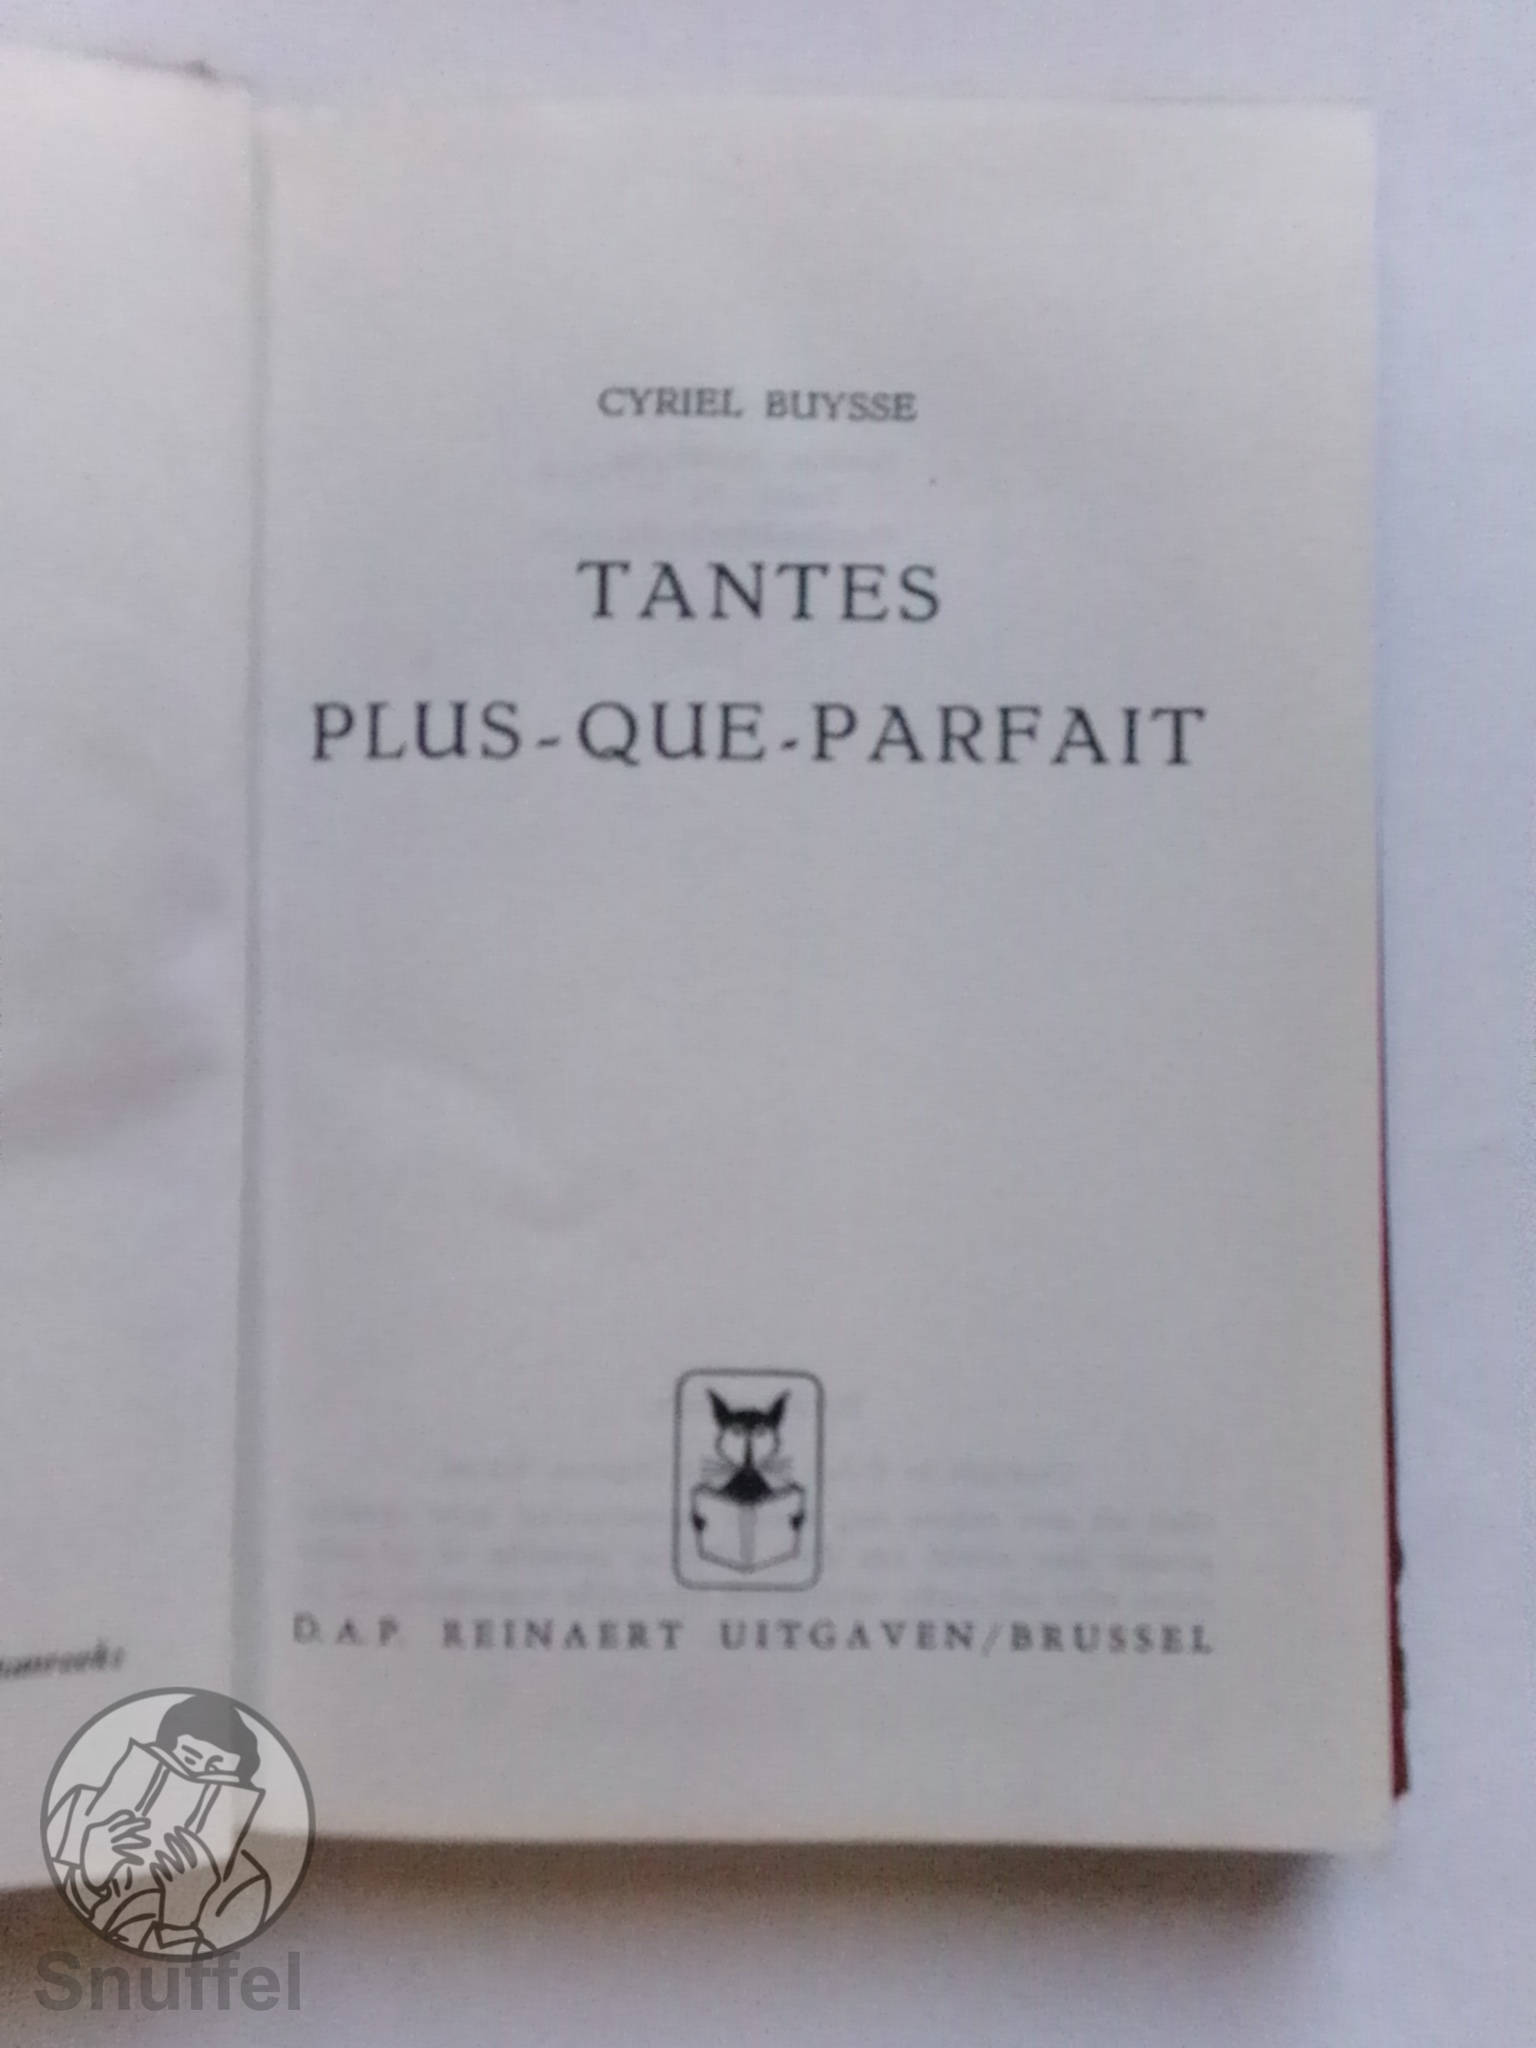 CYRIEL BUYSSE
TANTES
PLUS-QUE-PARFAIT
D. A. P. REINAERT UITGAVEN/BRUSSEL
Snuffel